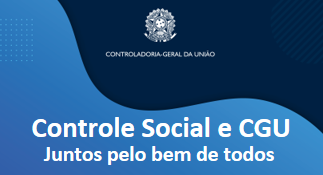 CONTROLADORIA-GERAL DA UNIÃO
Controle Social e CGU
Juntos pelo bem de todos